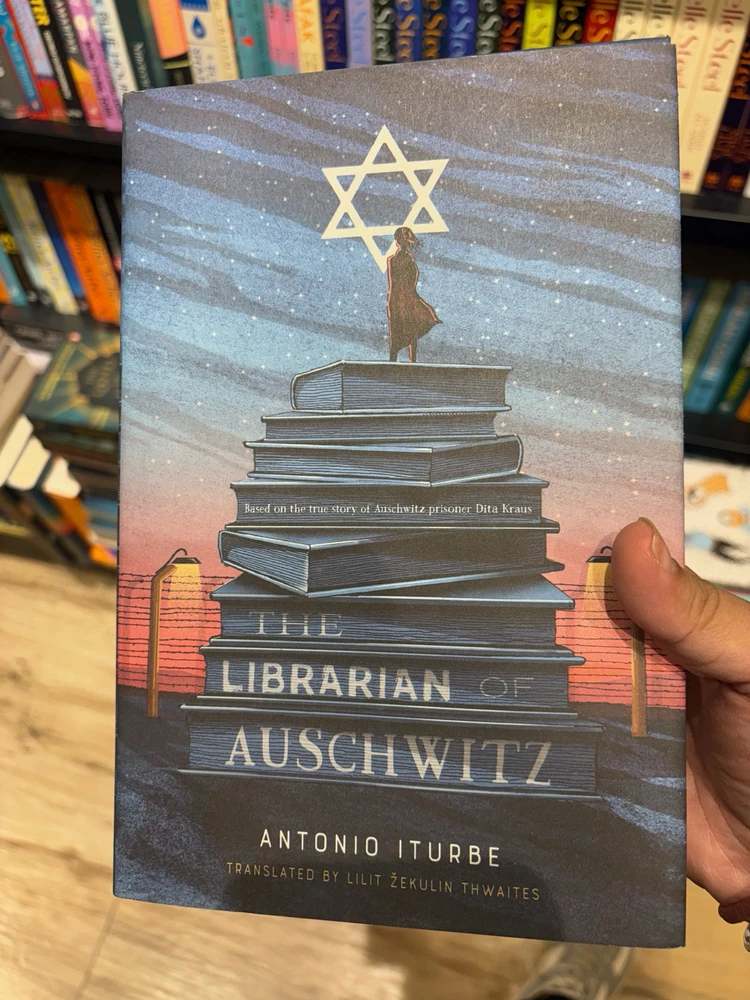 Based on the true story of Auschwitz prisoner Dita Kraus
THE
LIBRARIAN OF
AUSCHWITZ
ANTONIO ITURBE
TRANSLATED BY LILIT ŽEKULIN THWAITES